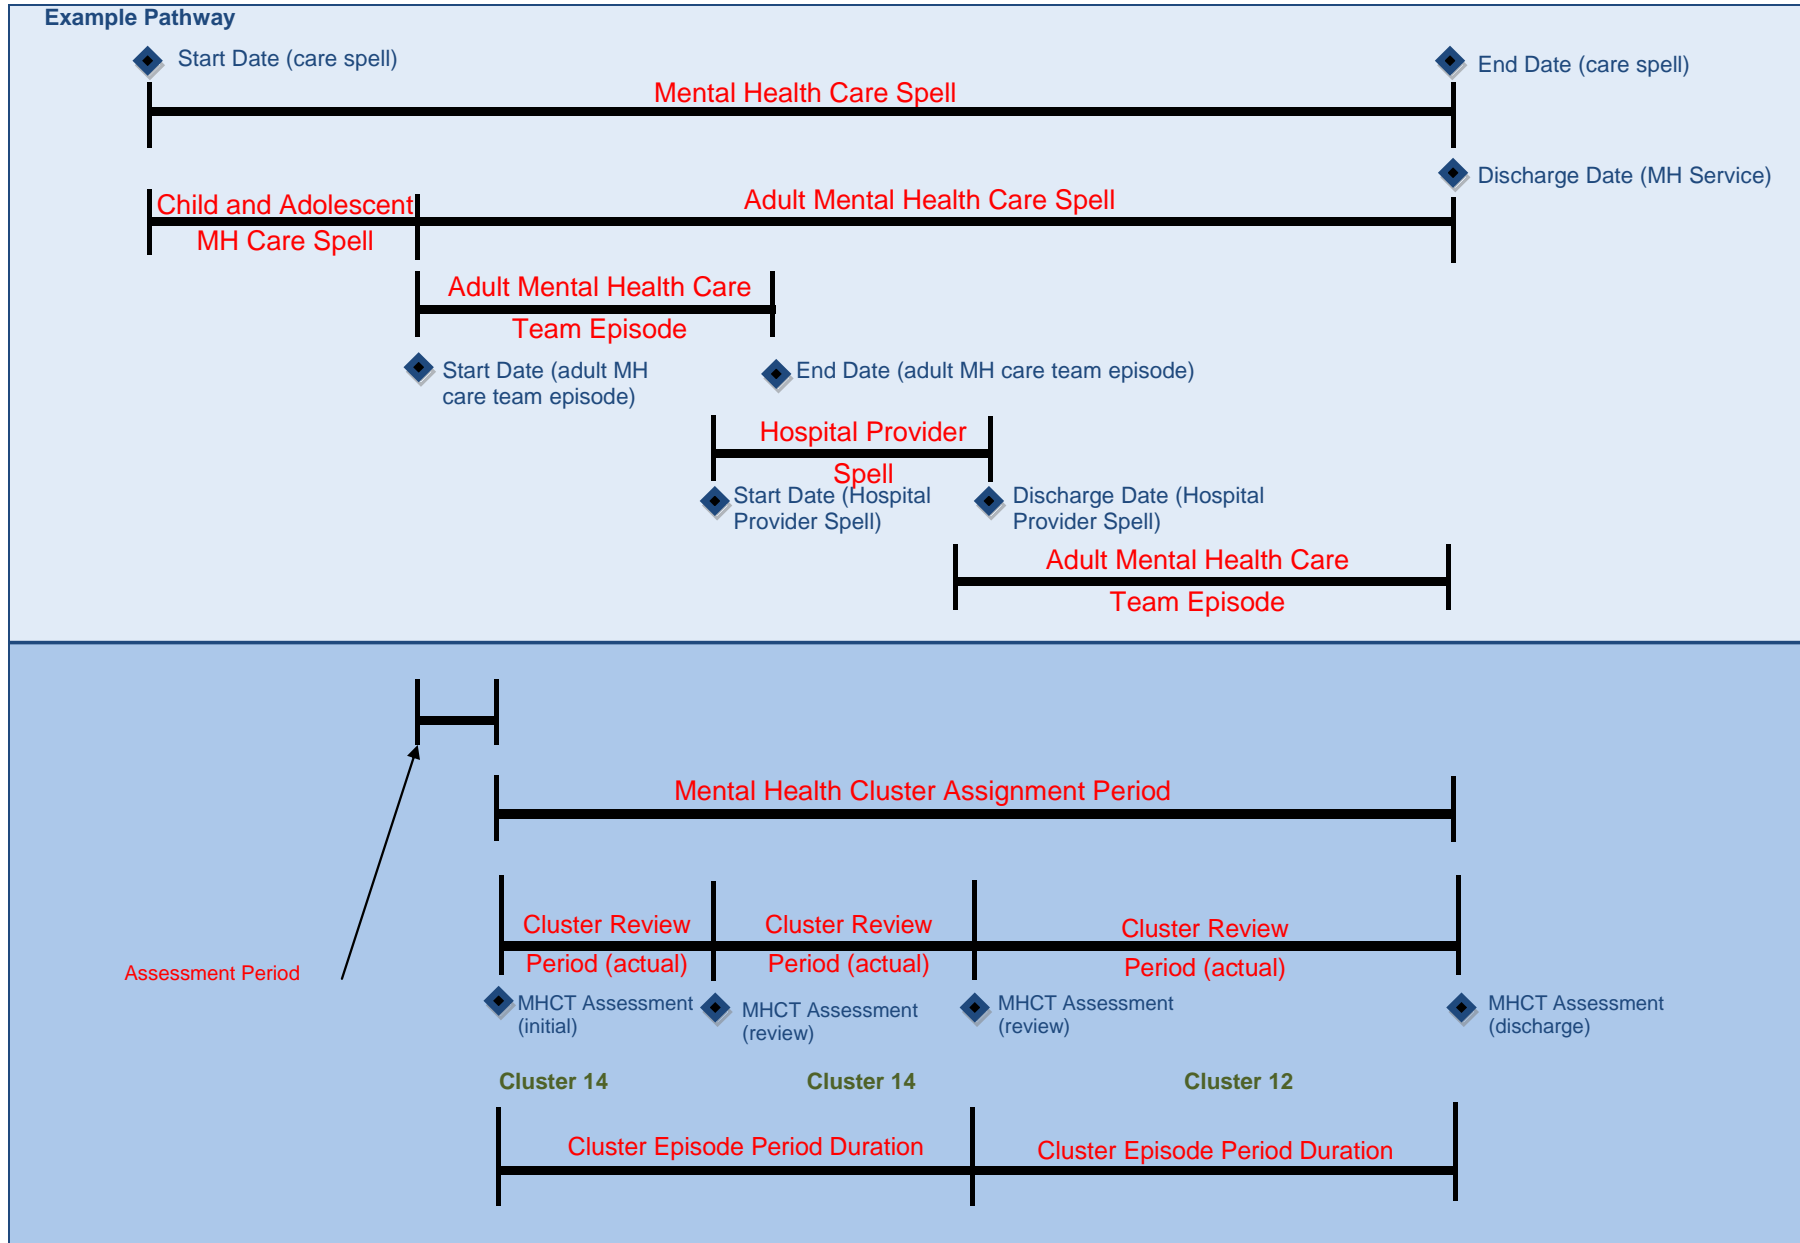 Example Pathway
Start Date (care spell)
End Date (care spell)
Mental Health Care Spell
Discharge Date (MH Service)
Child and Adolescent
MH Care Spell
Adult Mental Health Care Spell
Adult Mental Health Care
Team Episode
Start Date (adult MH
care team episode)
End Date (adult MH care team episode)
Hospital Provider
Spell
Start Date (Hospital
Provider Spell)
Discharge Date (Hospital
Provider Spell)
Adult Mental Health Care
Team Episode
Mental Health Cluster Assignment Period
Cluster Review
Period (actual)
Cluster Review
Period (actual)
Cluster Review
Period (actual)
Assessment Period
MHCT Assessment
(initial)
MHCT Assessment
(review)
MHCT Assessment
(review)
MHCT Assessment
(discharge)
Cluster 14
Cluster 14
Cluster 12
Cluster Episode Period Duration
Cluster Episode Period Duration